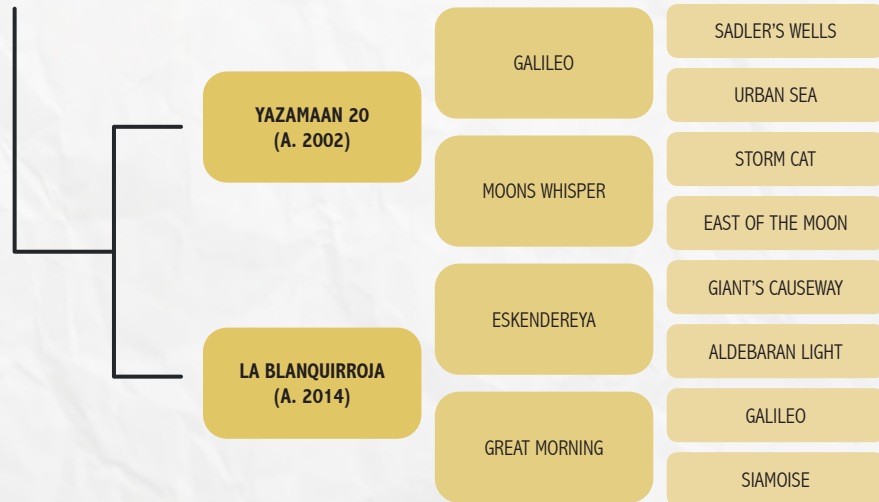 YAZAMAAN 20
(A. 2002)
GALILEO
SADLER'S WELLS
URBAN SEA
MOONS WHISPER
STORM CAT
EAST OF THE MOON
LA BLANQUIRROJA
(A. 2014)
ESKENDEREYA
GIANT'S CAUSEWAY
ALDEBARAN LIGHT
GREAT MORNING
GALILEO
SIAMOISE